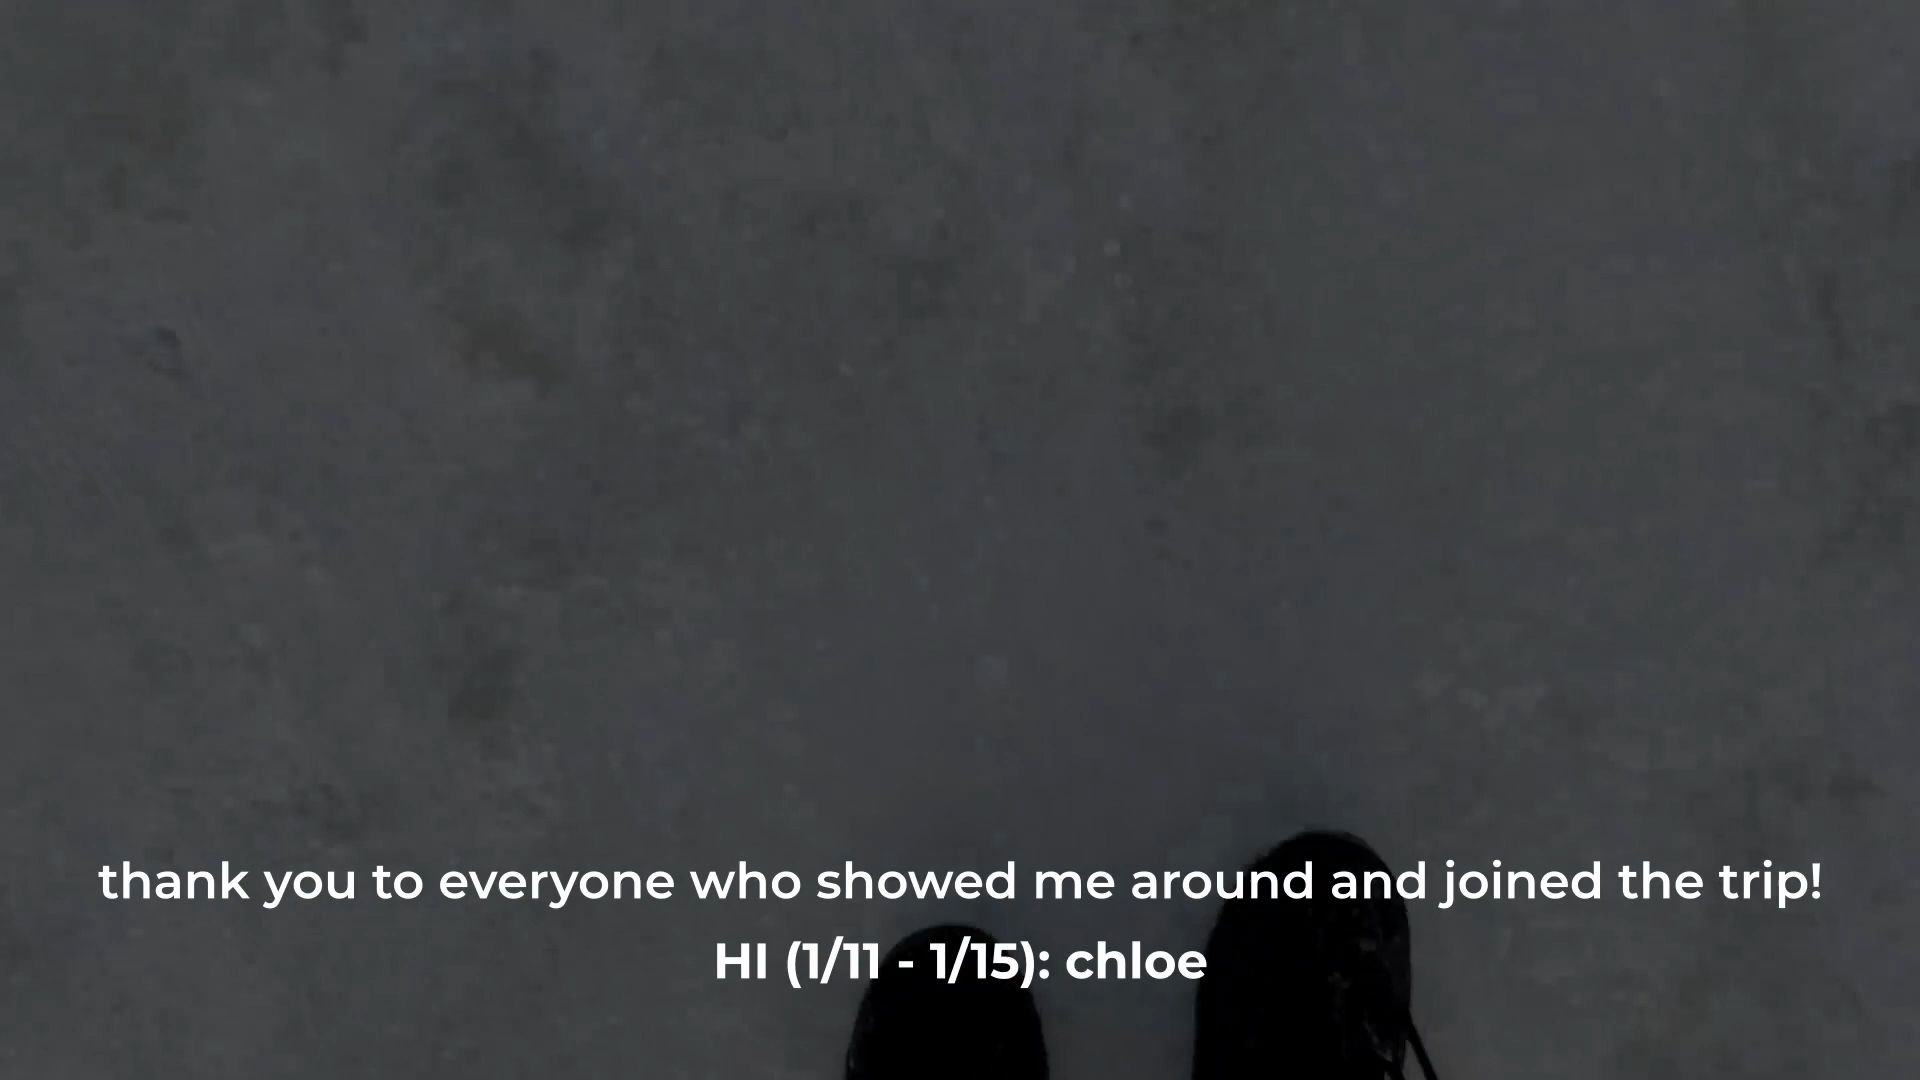 thank you to everyone who showed me around and joined the trip!
HI (1/11 - 1/15): chloe